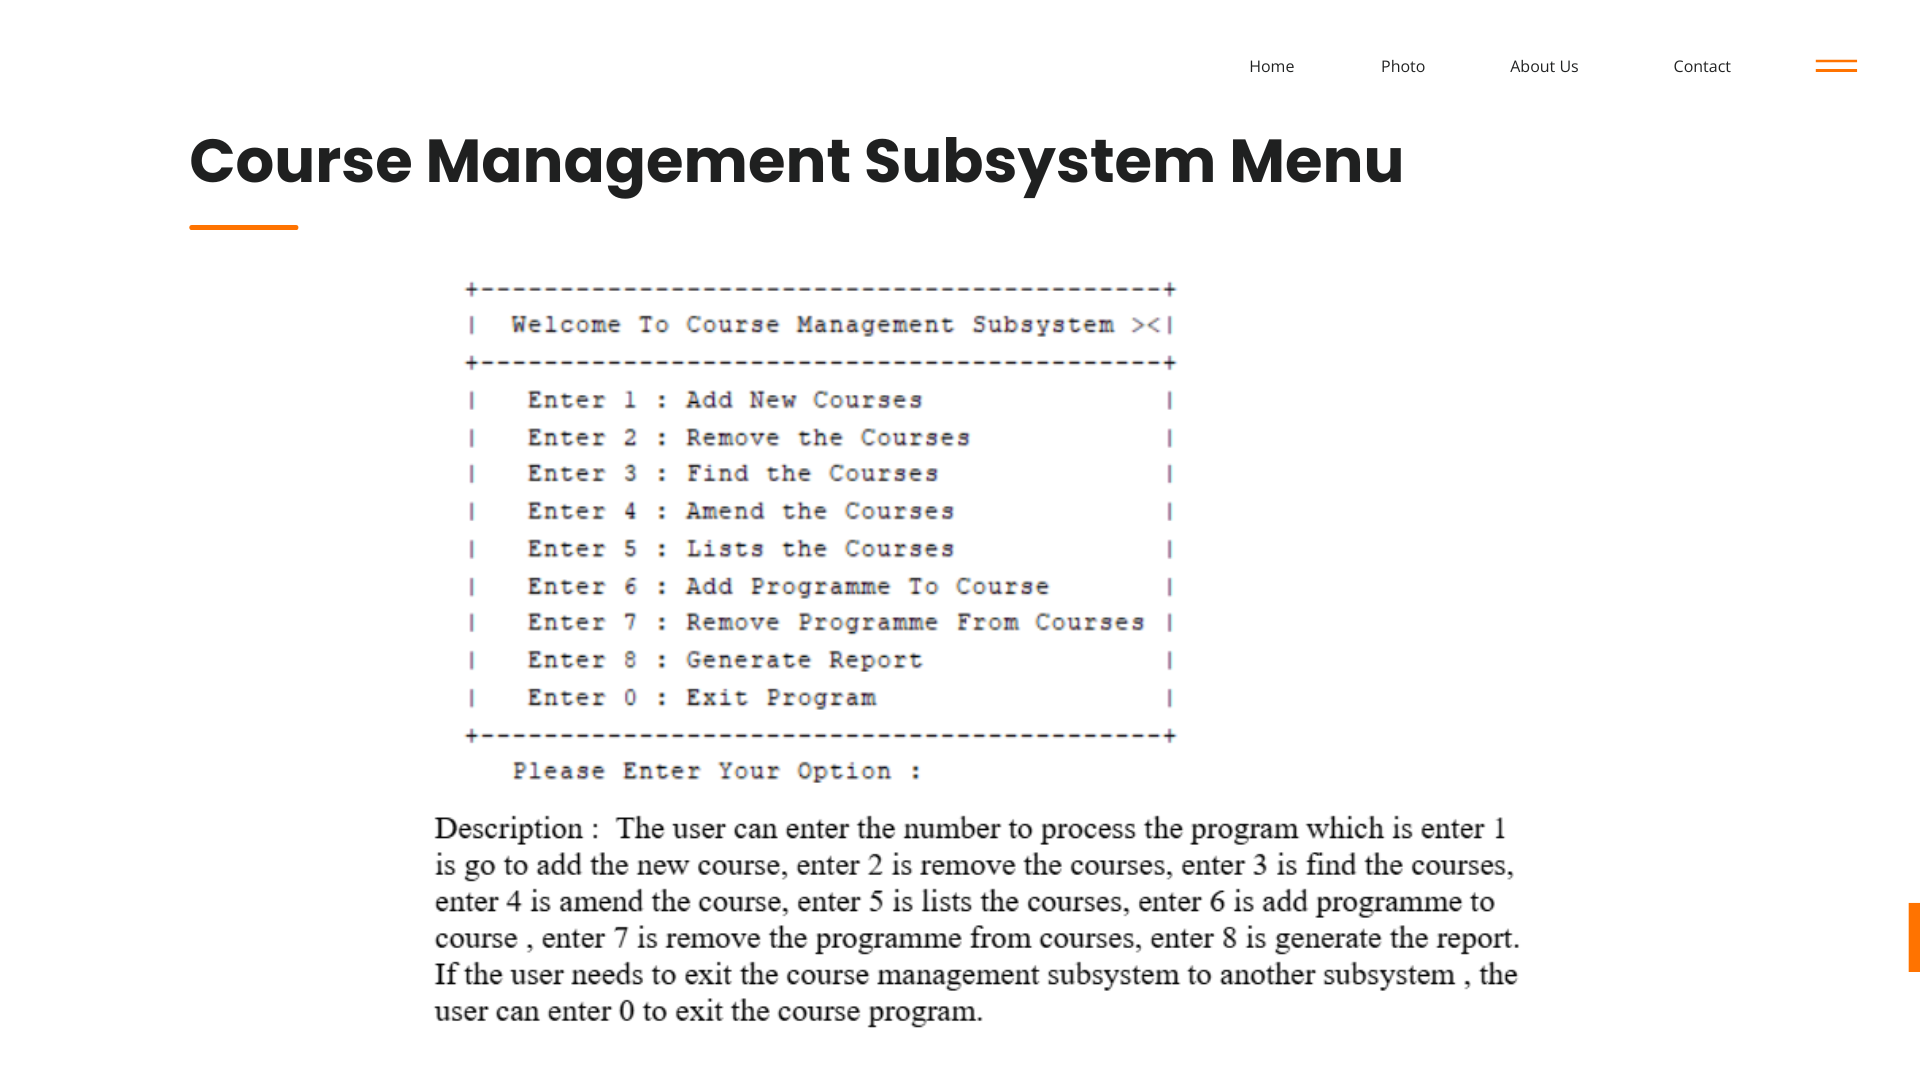 Home Photo About Us Contact
Course Management Subsystem Menu
+-------------------------------------------+
|  Welcome To Course Management Subsystem ><|
+-------------------------------------------+
|   Enter 1 : Add New Courses               |
|   Enter 2 : Remove the Courses            |
|   Enter 3 : Find the Courses              |
|   Enter 4 : Amend the Courses             |
|   Enter 5 : Lists the Courses             |
|   Enter 6 : Add Programme To Course       |
|   Enter 7 : Remove Programme From Courses |
|   Enter 8 : Generate Report               |
|   Enter 0 : Exit Program                  |
+-------------------------------------------+
Please Enter Your Option :
Description :  The user can enter the number to process the program which is enter 1
is go to add the new course, enter 2 is remove the courses, enter 3 is find the courses,
enter 4 is amend the course, enter 5 is lists the courses, enter 6 is add programme to
course , enter 7 is remove the programme from courses, enter 8 is generate the report.
If the user needs to exit the course management subsystem to another subsystem , the
user can enter 0 to exit the course program.